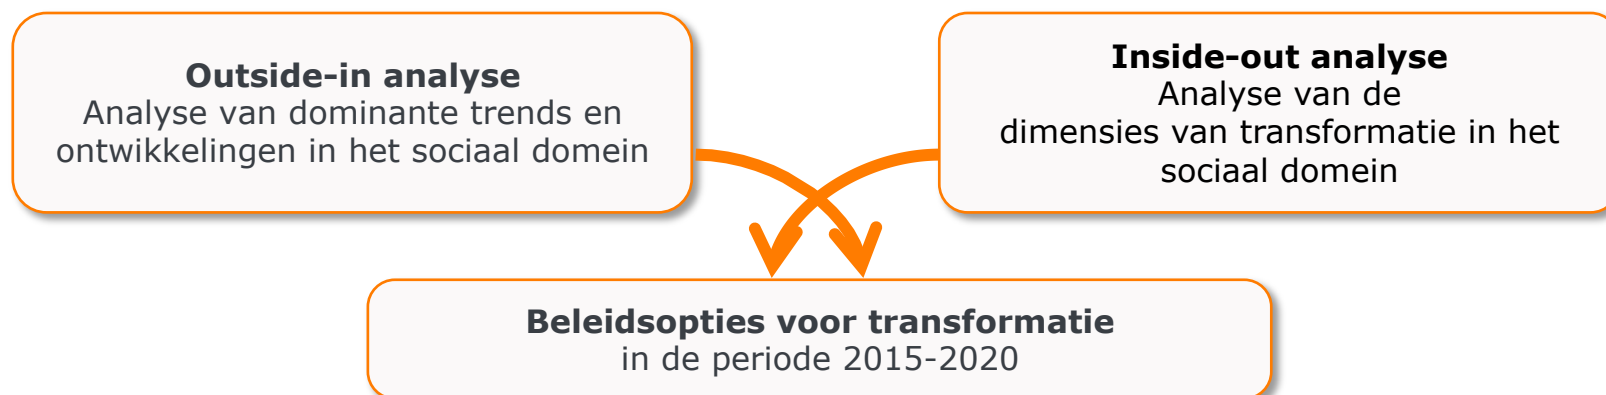 Outside-in analyse
Analyse van dominante trends en
ontwikkelingen in het sociaal domein
Inside-out analyse
Analyse van de
dimensies van transformatie in het
sociaal domein
Beleidsopties voor transformatie
in de periode 2015-2020